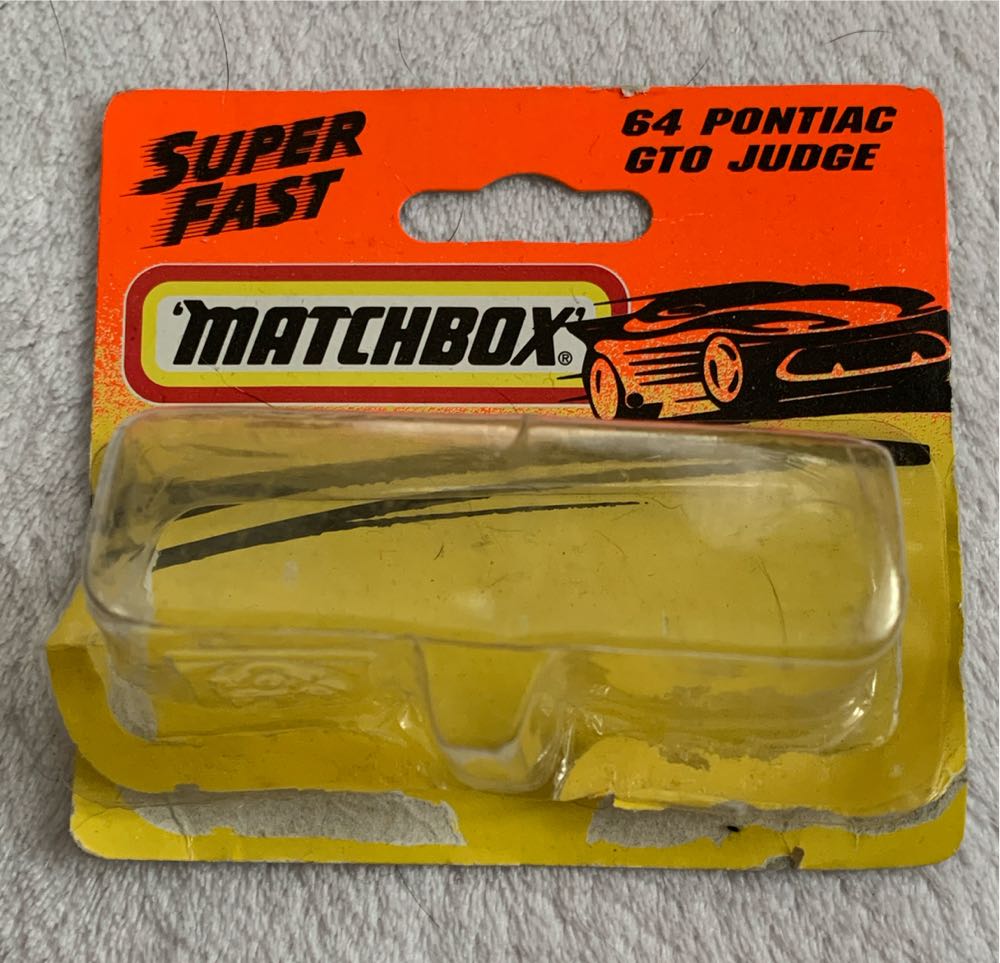 SUPER
FAST
64 PONTIAC
GTO JUDGE
'MATCHBOX'®